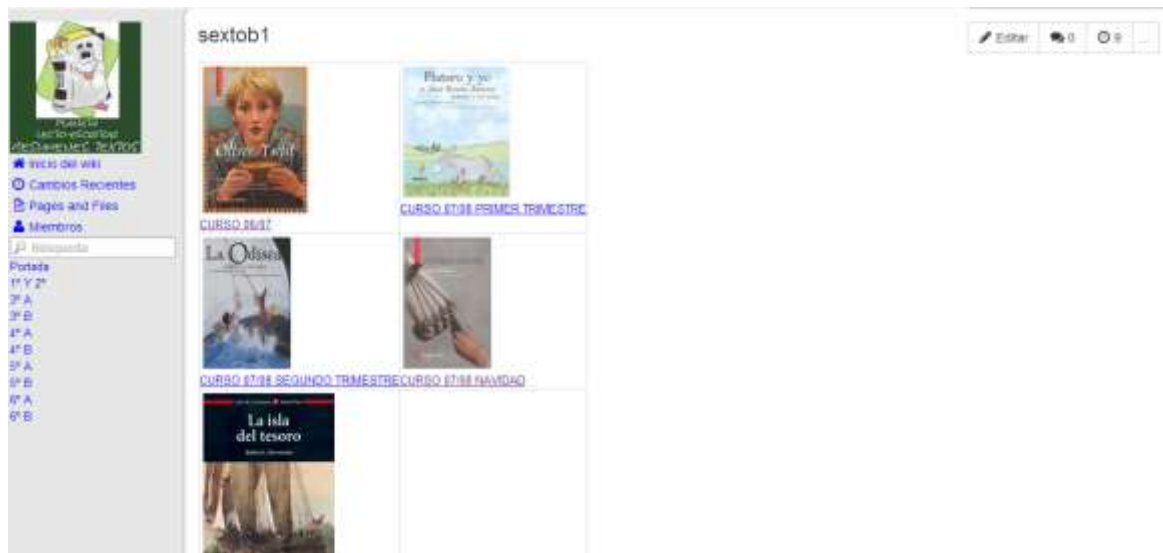 sextob1
Editar
0
9
...
Inicio del wiki
Cambios Recientes
Pages and Files
Miembros
Búsqueda
Portada
1º Y 2º
3º A
3º B
4º A
4º B
5º A
5º B
6º A
6º B
Oliver Twist
CURSO 06/07
Platero y yo
CURSO 07/08 PRIMER TRIMESTRE
La Odisea
CURSO 07/08 SEGUNDO TRIMESTRE
CURSO 07/08 NAVIDAD
La isla
del tesoro